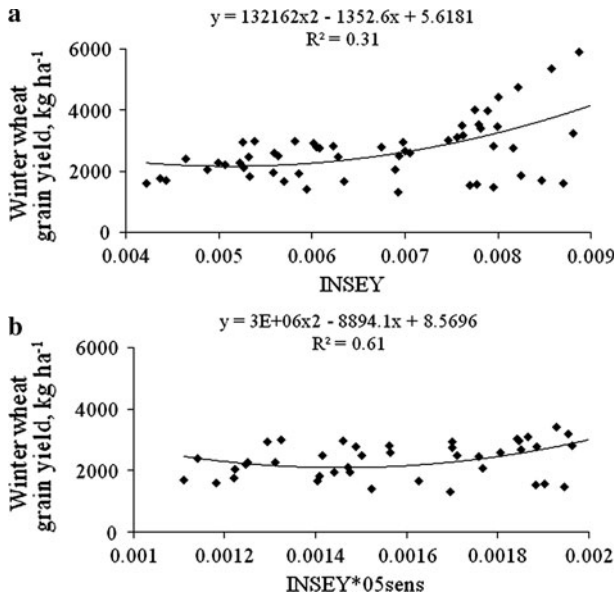 a
y = 132162x2 - 1352.6x + 5.6181
R² = 0.31
Winter wheat
grain yield, kg ha⁻¹
6000
4000
2000
0
0.004 0.005 0.006 0.007 0.008 0.009
INSEY
b
y = 3E+06x2 - 8894.1x + 8.5696
R² = 0.61
Winter wheat
grain yield, kg ha⁻¹
6000
4000
2000
0
0.001 0.0012 0.0014 0.0016 0.0018 0.002
INSEY*05sens